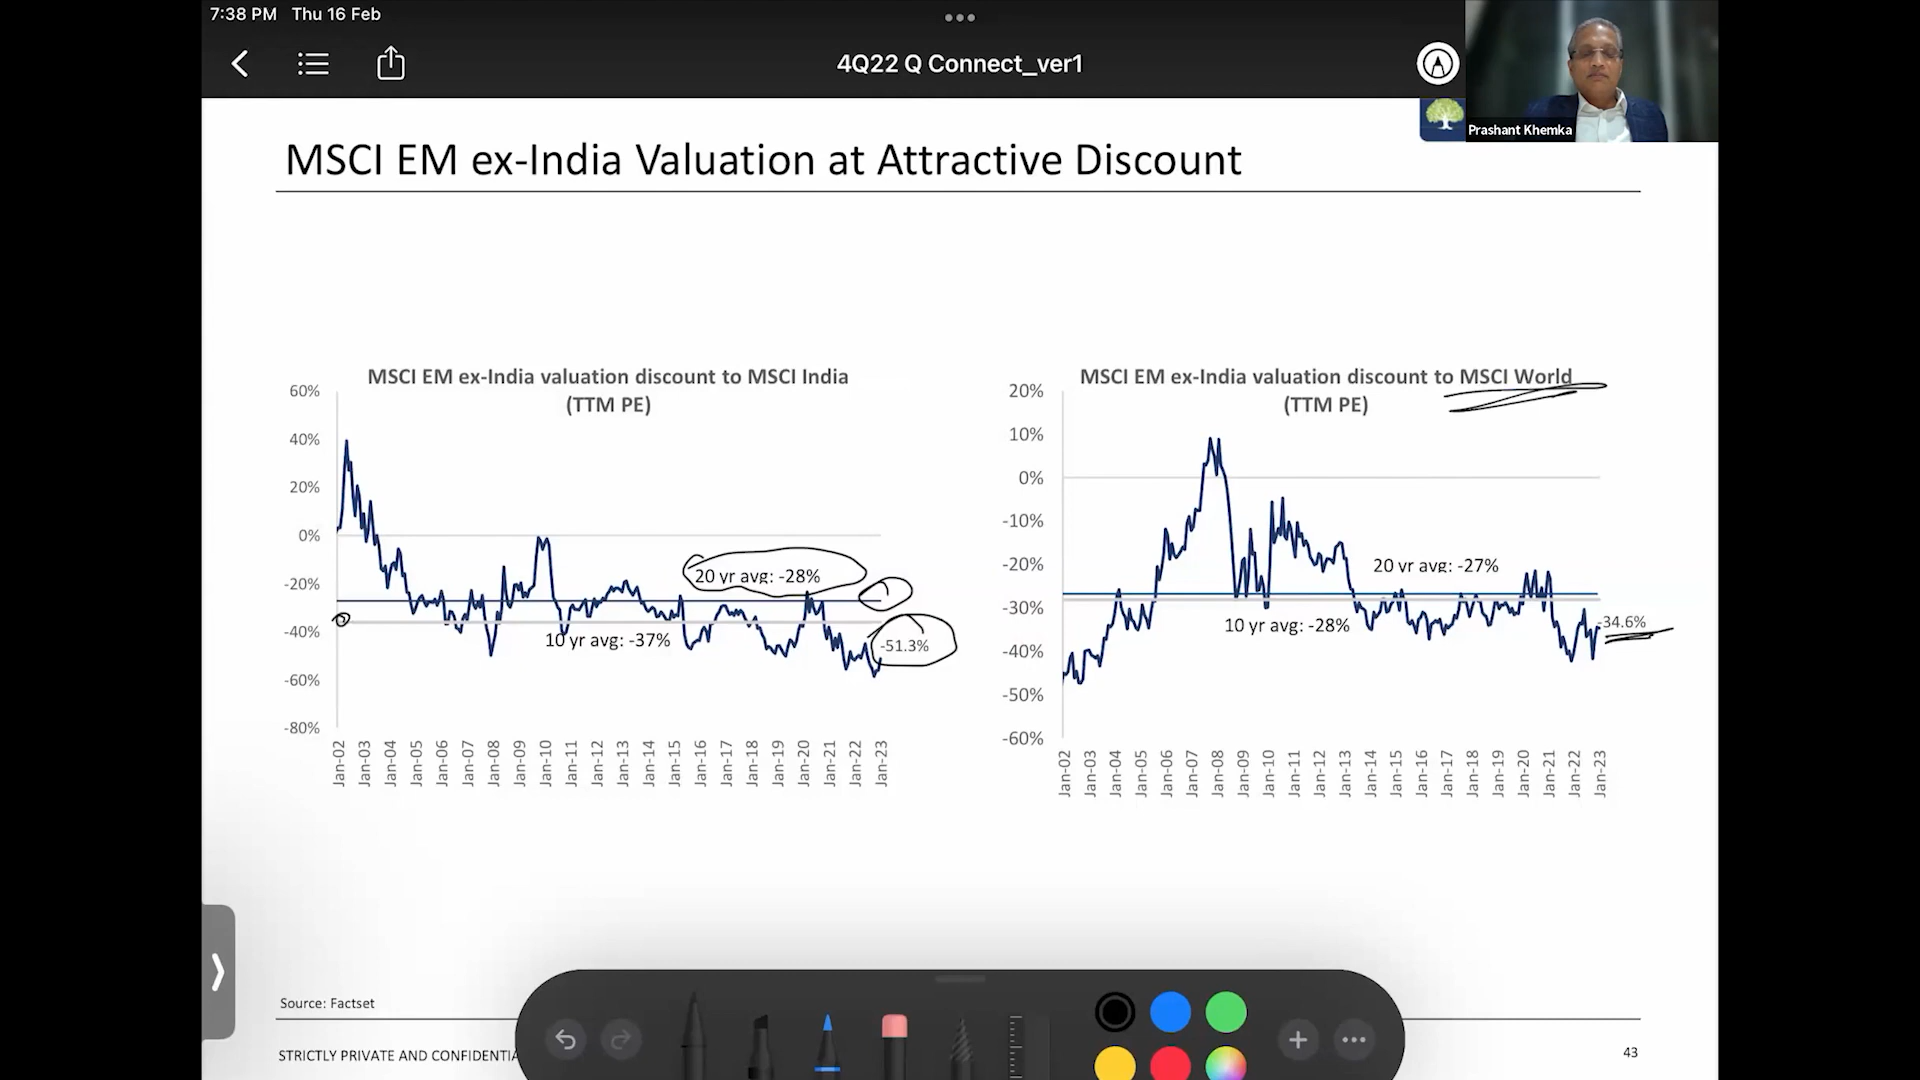 7:38 PM Thu 16 Feb
4Q22 Q Connect_ver1
Prashant Khemka
MSCI EM ex-India Valuation at Attractive Discount
MSCI EM ex-India valuation discount to MSCI India
(TTM PE)
60%
40%
20%
0%
-20%
-40%
-60%
-80%
20 yr avg: -28%
10 yr avg: -37%
-51.3%
Jan-02
Jan-03
Jan-04
Jan-05
Jan-06
Jan-07
Jan-08
Jan-09
Jan-10
Jan-11
Jan-12
Jan-13
Jan-14
Jan-15
Jan-16
Jan-17
Jan-18
Jan-19
Jan-20
Jan-21
Jan-22
Jan-23
MSCI EM ex-India valuation discount to MSCI World
(TTM PE)
20%
10%
0%
-10%
-20%
-30%
-40%
-50%
-60%
20 yr avg: -27%
10 yr avg: -28%
-34.6%
Jan-02
Jan-03
Jan-04
Jan-05
Jan-06
Jan-07
Jan-08
Jan-09
Jan-10
Jan-11
Jan-12
Jan-13
Jan-14
Jan-15
Jan-16
Jan-17
Jan-18
Jan-19
Jan-20
Jan-21
Jan-22
Jan-23
Source: Factset
STRICTLY PRIVATE AND CONFIDENTIA
43